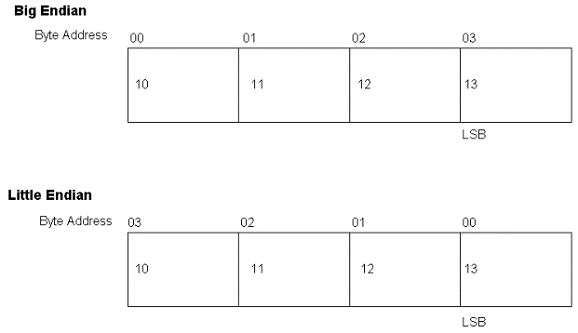 Big Endian
Byte Address 00 01 02 03
10 11 12 13
LSB
Little Endian
Byte Address 03 02 01 00
10 11 12 13
LSB